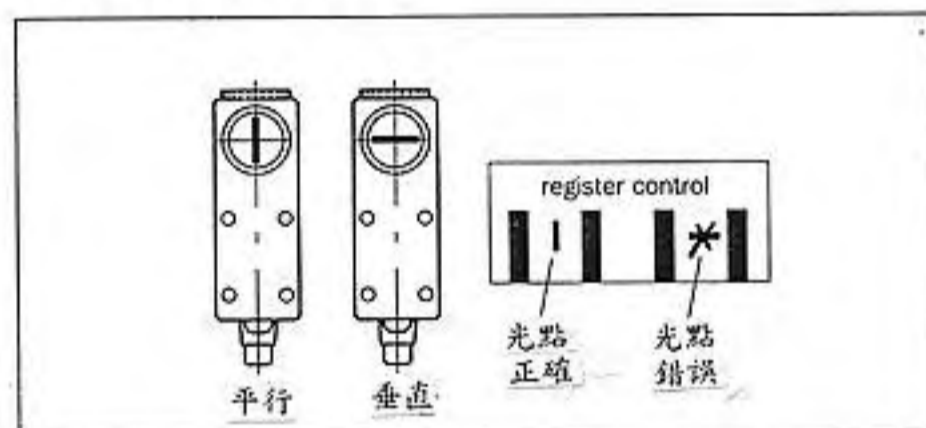 register control
光點
正確
光點
錯誤
平行
垂直